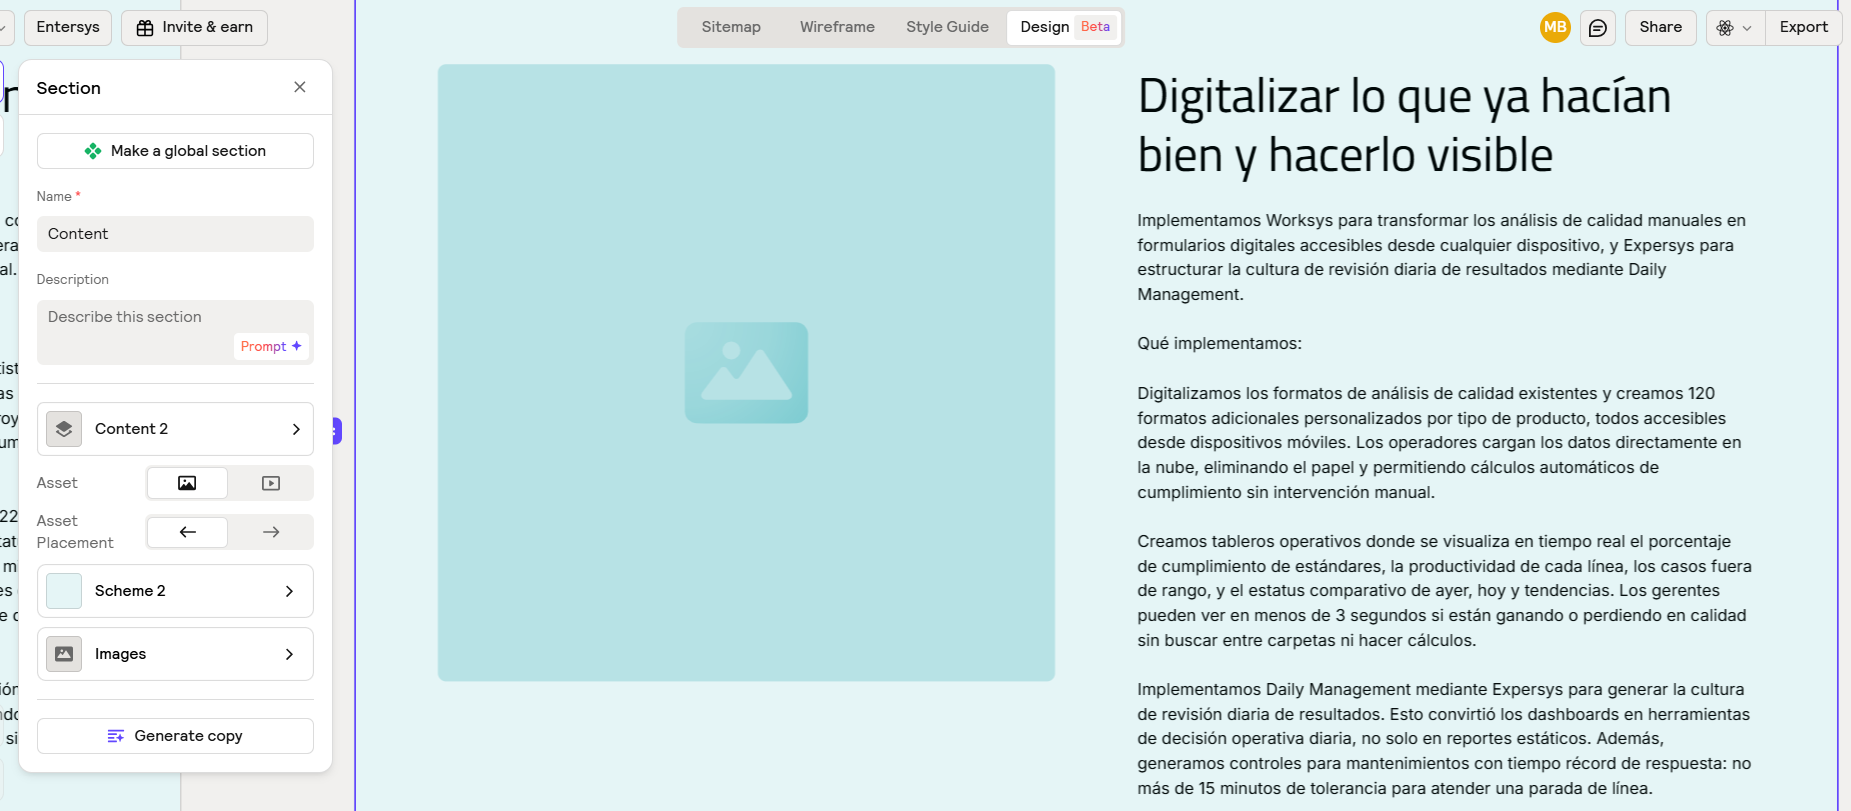 Entersys
Invite & earn
Sitemap
Wireframe
Style Guide
Design
Beta
MB
Share
Export
Section
Make a global section
Name *
Content
Description
Describe this section
Prompt
Content 2
Asset
Asset
Placement
Scheme 2
Images
Generate copy
Digitalizar lo que ya hacían
bien y hacerlo visible
Implementamos Worksys para transformar los análisis de calidad manuales en
formularios digitales accesibles desde cualquier dispositivo, y Expersys para
estructurar la cultura de revisión diaria de resultados mediante Daily
Management.
Qué implementamos:
Digitalizamos los formatos de análisis de calidad existentes y creamos 120
formatos adicionales personalizados por tipo de producto, todos accesibles
desde dispositivos móviles. Los operadores cargan los datos directamente en
la nube, eliminando el papel y permitiendo cálculos automáticos de
cumplimiento sin intervención manual.
Creamos tableros operativos donde se visualiza en tiempo real el porcentaje
de cumplimiento de estándares, la productividad de cada línea, los casos fuera
de rango, y el estatus comparativo de ayer, hoy y tendencias. Los gerentes
pueden ver en menos de 3 segundos si están ganando o perdiendo en calidad
sin buscar entre carpetas ni hacer cálculos.
Implementamos Daily Management mediante Expersys para generar la cultura
de revisión diaria de resultados. Esto convirtió los dashboards en herramientas
de decisión operativa diaria, no solo en reportes estáticos. Además,
generamos controles para mantenimientos con tiempo récord de respuesta: no
más de 15 minutos de tolerancia para atender una parada de línea.